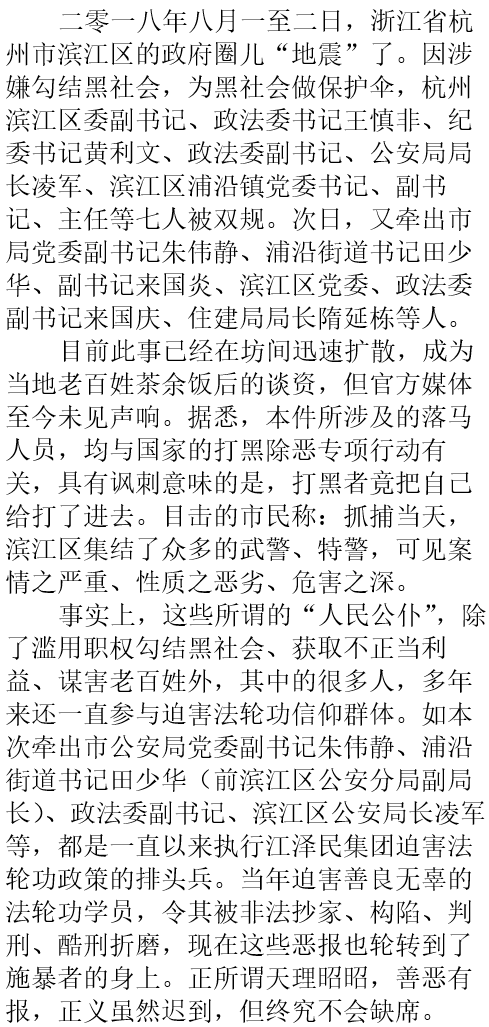 二零一八年八月一至二日，浙江省杭
州市滨江区的政府圈儿“地震”了。因涉
嫌勾结黑社会，为黑社会做保护伞，杭州
滨江区委副书记、政法委书记王慎非、纪
委书记黄利文、政法委副书记、公安局局
长凌军、滨江区浦沿镇党委书记、副书
记、主任等七人被双规。次日，又牵出市
局党委副书记朱伟静、浦沿街道书记田少
华、副书记来国炎、滨江区党委、政法委
副书记来国庆、住建局局长隋延栋等人。
目前此事已经在坊间迅速扩散，成为
当地老百姓茶余饭后的谈资，但官方媒体
至今未见声响。据悉，本件所涉及的落马
人员，均与国家的打黑除恶专项行动有
关，具有讽刺意味的是，打黑者竟把自己
给打了进去。目击的市民称：抓捕当天，
滨江区集结了众多的武警、特警，可见案
情之严重、性质之恶劣、危害之深。
事实上，这些所谓的“人民公仆”，除
了滥用职权勾结黑社会、获取不正当利
益、谋害老百姓外，其中的很多人，多年
来还一直参与迫害法轮功信仰群体。如本
次牵出市公安局党委副书记朱伟静、浦沿
街道书记田少华（前滨江区公安分局副局
长）、政法委副书记、滨江区公安局长凌军
等，都是一直以来执行江泽民集团迫害法
轮功政策的排头兵。当年迫害善良无辜的
法轮功学员，令其被非法抄家、构陷、判
刑、酷刑折磨，现在这些恶报也轮转到了
施暴者的身上。正所谓天理昭昭，善恶有
报，正义虽然迟到，但终究不会缺席。